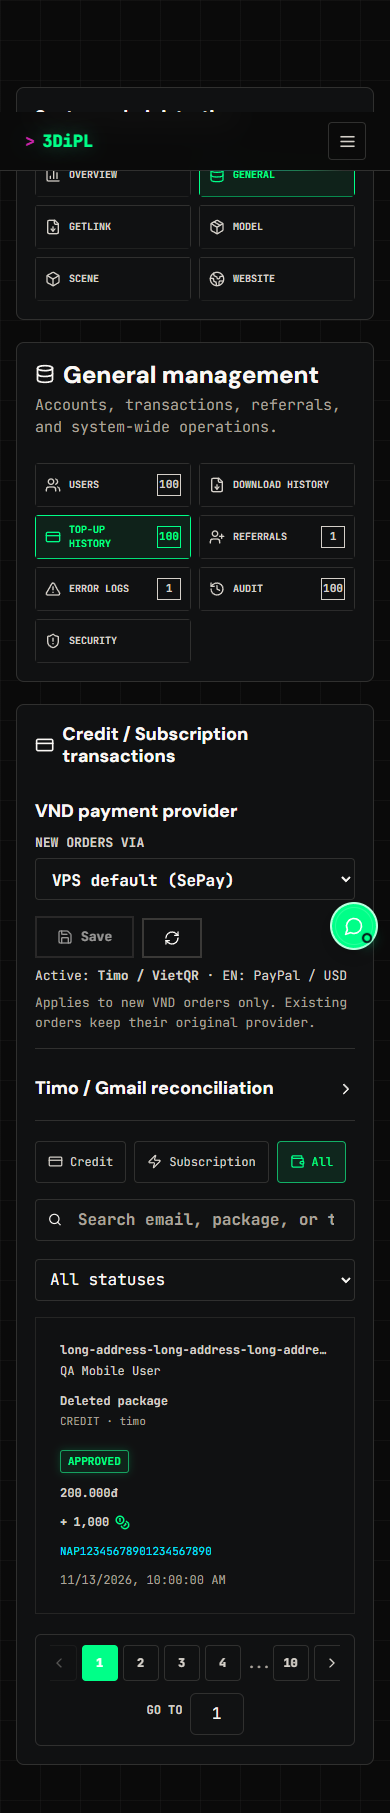 > 3DiPL
OVERVIEW
GENERAL
GETLINK
MODEL
SCENE
WEBSITE
General management
Accounts, transactions, referrals,
and system-wide operations.
USERS 100
DOWNLOAD HISTORY
TOP-UP
HISTORY 100
REFERRALS 1
ERROR LOGS 1
AUDIT 100
SECURITY
Credit / Subscription
transactions
VND payment provider
NEW ORDERS VIA
VPS default (SePay)
Save
Active: Timo / VietQR · EN: PayPal / USD
Applies to new VND orders only. Existing
orders keep their original provider.
Timo / Gmail reconciliation
Credit
Subscription
All
Search email, package, or t
All statuses
long-address-long-address-long-addre…
QA Mobile User
Deleted package
CREDIT · timo
APPROVED
200.000đ
+ 1,000
NAP12345678901234567890
11/13/2026, 10:00:00 AM
1 2 3 4 ... 10
GO TO 1